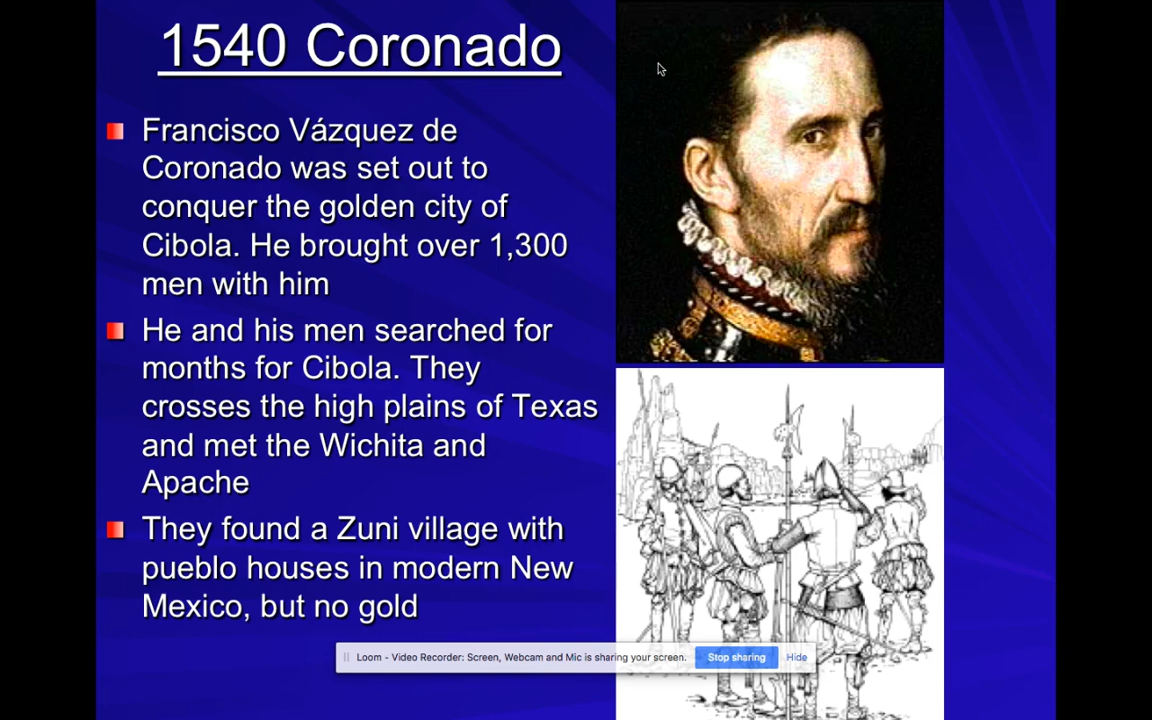 1540 Coronado
Francisco Vázquez de
Coronado was set out to
conquer the golden city of
Cibola. He brought over 1,300
men with him
He and his men searched for
months for Cibola. They
crosses the high plains of Texas
and met the Wichita and
Apache
They found a Zuni village with
pueblo houses in modern New
Mexico, but no gold
Loom - Video Recorder: Screen, Webcam and Mic is sharing your screen. Stop sharing Hide